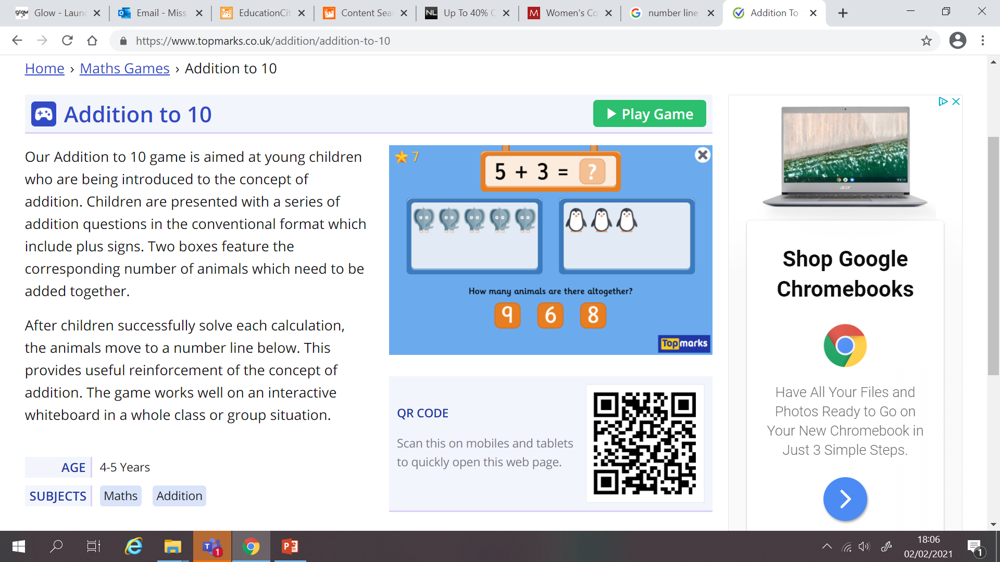 glow Glow - Laun
Email - Miss
EducationCit
Content Sear
NL Up To 40% O
M Women's Co
number line
Addition To
https://www.topmarks.co.uk/addition/addition-to-10
Home › Maths Games › Addition to 10
Addition to 10
Play Game
Our Addition to 10 game is aimed at young children
who are being introduced to the concept of
addition. Children are presented with a series of
addition questions in the conventional format which
include plus signs. Two boxes feature the
corresponding number of animals which need to be
added together.
After children successfully solve each calculation,
the animals move to a number line below. This
provides useful reinforcement of the concept of
addition. The game works well on an interactive
whiteboard in a whole class or group situation.
AGE 4-5 Years
SUBJECTS Maths Addition
7
5 + 3 = ?
How many animals are there altogether?
9 6 8
Topmarks
QR CODE
Scan this on mobiles and tablets
to quickly open this web page.
acer
Shop Google
Chromebooks
Have All Your Files and
Photos Ready to Go on
Your New Chromebook in
Just 3 Simple Steps.
1
18:06
02/02/2021
1